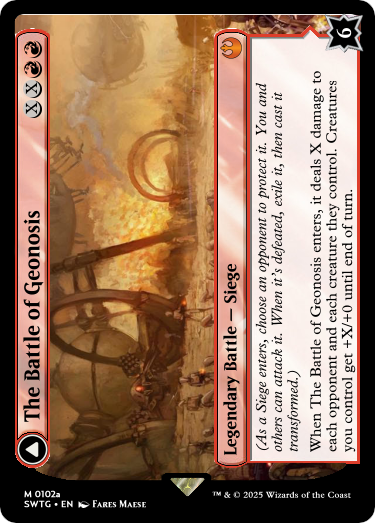 The Battle of Geonosis XXRR
Legendary Battle — Siege
(As a Siege enters, choose an opponent to protect it. You and
others can attack it. When it's defeated, exile it, then cast it
transformed.)
When The Battle of Geonosis enters, it deals X damage to
each opponent and each creature they control. Creatures
you control get +X/+0 until end of turn.
6
M 0102a
SWTG • EN Fares Maese
™ & © 2025 Wizards of the Coast